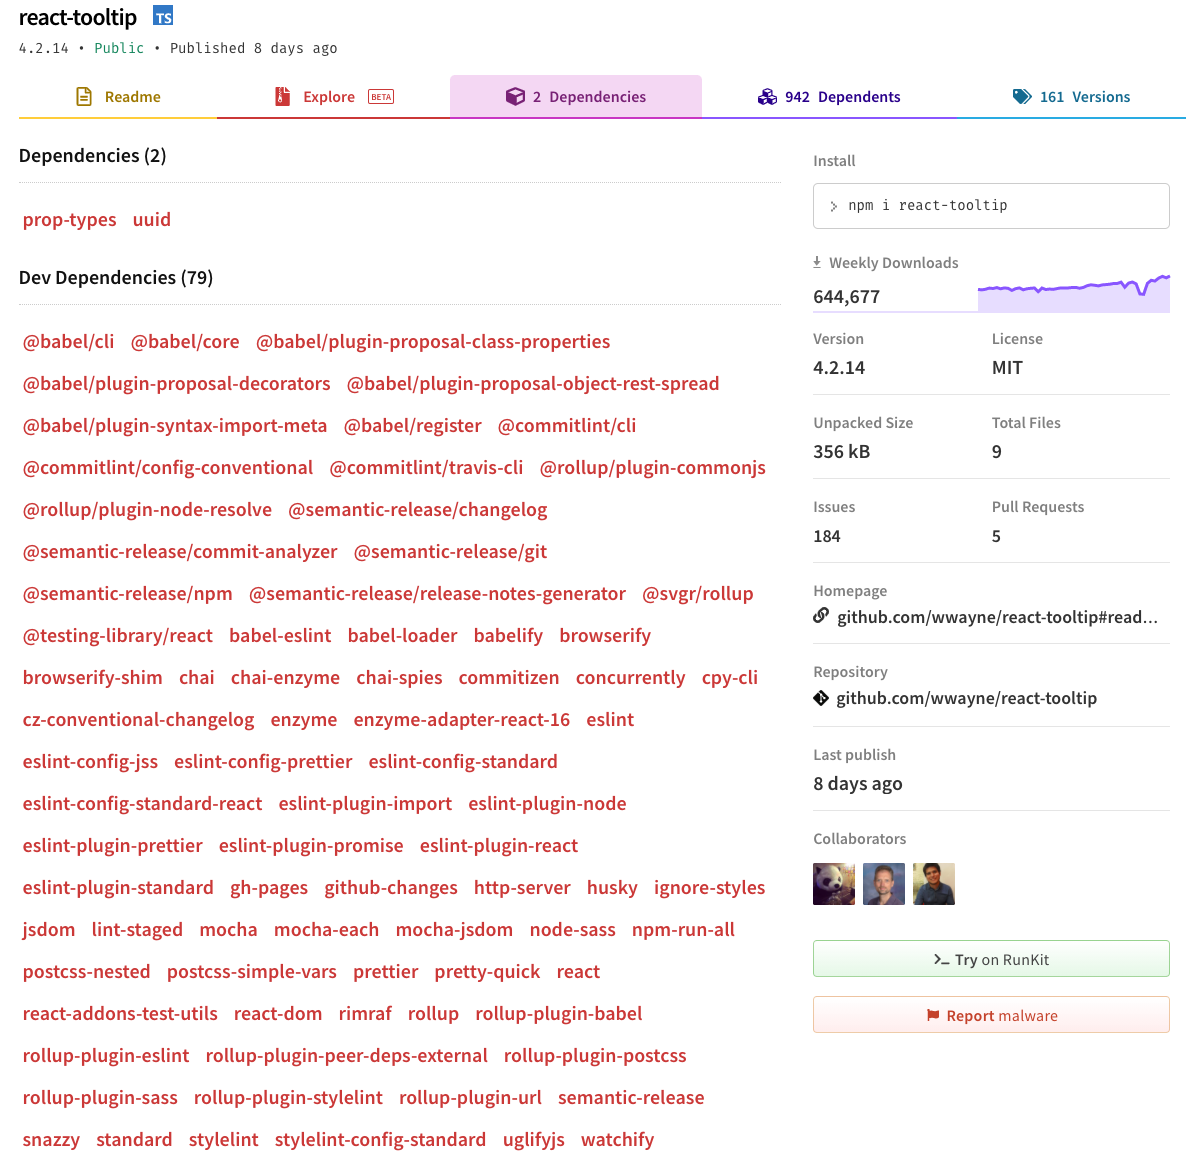 react-tooltip TS
4.2.14 • Public • Published 8 days ago
Readme
Explore BETA
2 Dependencies
942 Dependents
161 Versions
Dependencies (2)
prop-types uuid
Dev Dependencies (79)
@babel/cli @babel/core @babel/plugin-proposal-class-properties
@babel/plugin-proposal-decorators @babel/plugin-proposal-object-rest-spread
@babel/plugin-syntax-import-meta @babel/register @commitlint/cli
@commitlint/config-conventional @commitlint/travis-cli @rollup/plugin-commonjs
@rollup/plugin-node-resolve @semantic-release/changelog
@semantic-release/commit-analyzer @semantic-release/git
@semantic-release/npm @semantic-release/release-notes-generator @svgr/rollup
@testing-library/react babel-eslint babel-loader babelify browserify
browserify-shim chai chai-enzyme chai-spies commitizen concurrently cpy-cli
cz-conventional-changelog enzyme enzyme-adapter-react-16 eslint
eslint-config-jss eslint-config-prettier eslint-config-standard
eslint-config-standard-react eslint-plugin-import eslint-plugin-node
eslint-plugin-prettier eslint-plugin-promise eslint-plugin-react
eslint-plugin-standard gh-pages github-changes http-server husky ignore-styles
jsdom lint-staged mocha mocha-each mocha-jsdom node-sass npm-run-all
postcss-nested postcss-simple-vars prettier pretty-quick react
react-addons-test-utils react-dom rimraf rollup rollup-plugin-babel
rollup-plugin-eslint rollup-plugin-peer-deps-external rollup-plugin-postcss
rollup-plugin-sass rollup-plugin-stylelint rollup-plugin-url semantic-release
snazzy standard stylelint stylelint-config-standard uglifyjs watchify
Install
npm i react-tooltip
Weekly Downloads
644,677
Version
4.2.14
License
MIT
Unpacked Size
356 kB
Total Files
9
Issues
184
Pull Requests
5
Homepage
github.com/wwayne/react-tooltip#read…
Repository
github.com/wwayne/react-tooltip
Last publish
8 days ago
Collaborators
Try on RunKit
Report malware